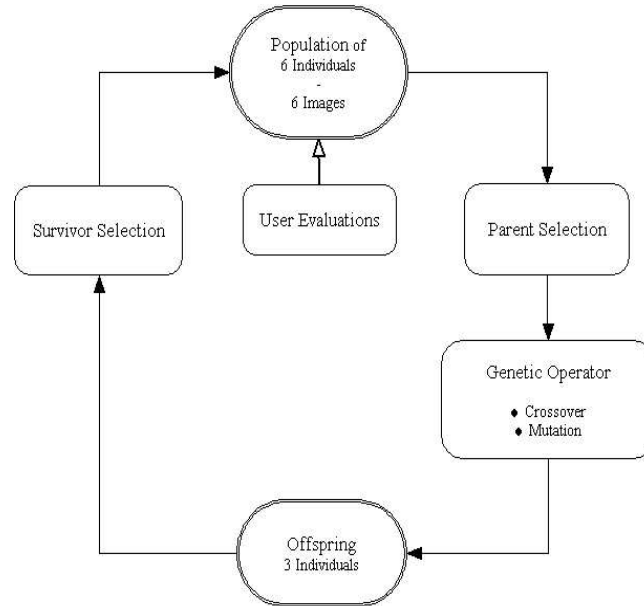 Population of
6 Individuals
-
6 Images
Survivor Selection
User Evaluations
Parent Selection
Genetic Operator
● Crossover
● Mutation
Offspring
3 Individuals